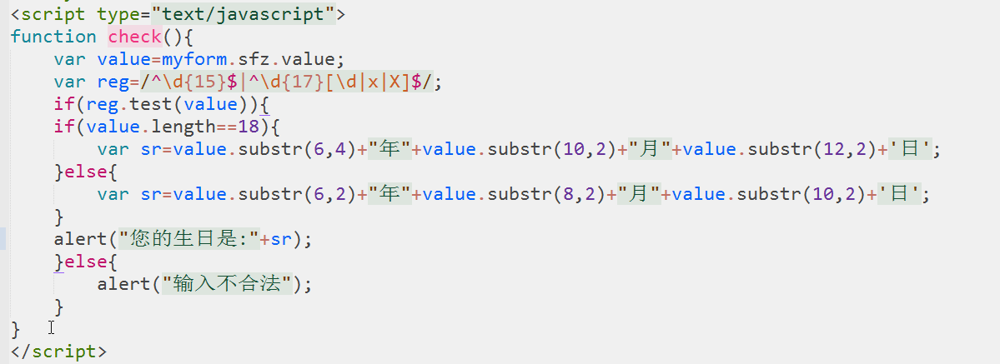 <script type="text/javascript">
function check(){
    var value=myform.sfz.value;
    var reg=/^\d{15}$|^\d{17}[\d|x|X]$/;
    if(reg.test(value)){
    if(value.length==18){
        var sr=value.substr(6,4)+"年"+value.substr(10,2)+"月"+value.substr(12,2)+'日';
    }else{
        var sr=value.substr(6,2)+"年"+value.substr(8,2)+"月"+value.substr(10,2)+'日';
    }
    alert("您的生日是:"+sr);
    }else{
        alert("输入不合法");
    }
}
</script>